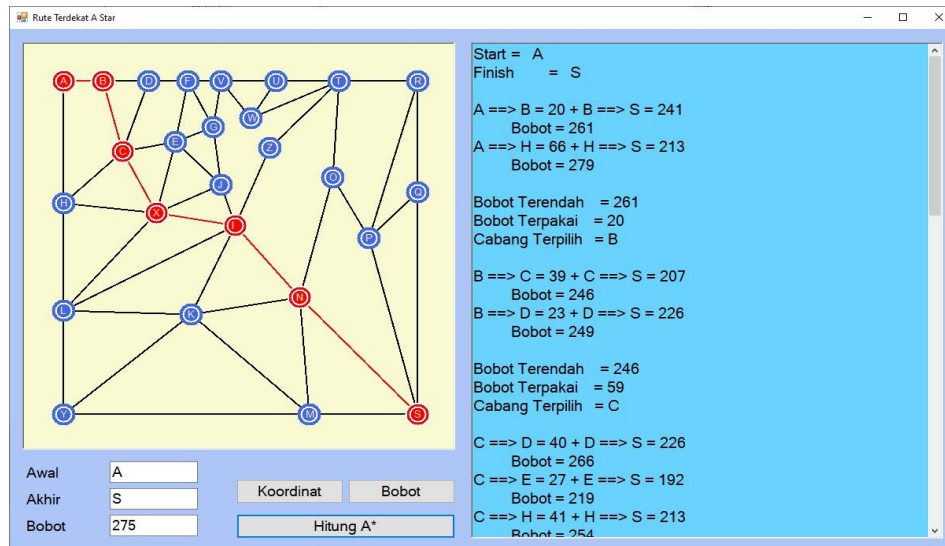 Rute Terdekat A Star
A B D F V U T R
W
G
E Z
C
J O
H Q
X
I
P
N
L K
Y M S
Awal A
Akhir S
Bobot 275
Koordinat Bobot
Hitung A*
Start = A
Finish = S
A ==> B = 20 + B ==> S = 241
Bobot = 261
A ==> H = 66 + H ==> S = 213
Bobot = 279
Bobot Terendah = 261
Bobot Terpakai = 20
Cabang Terpilih = B
B ==> C = 39 + C ==> S = 207
Bobot = 246
B ==> D = 23 + D ==> S = 226
Bobot = 249
Bobot Terendah = 246
Bobot Terpakai = 59
Cabang Terpilih = C
C ==> D = 40 + D ==> S = 226
Bobot = 266
C ==> E = 27 + E ==> S = 192
Bobot = 219
C ==> H = 41 + H ==> S = 213
Bobot = 254